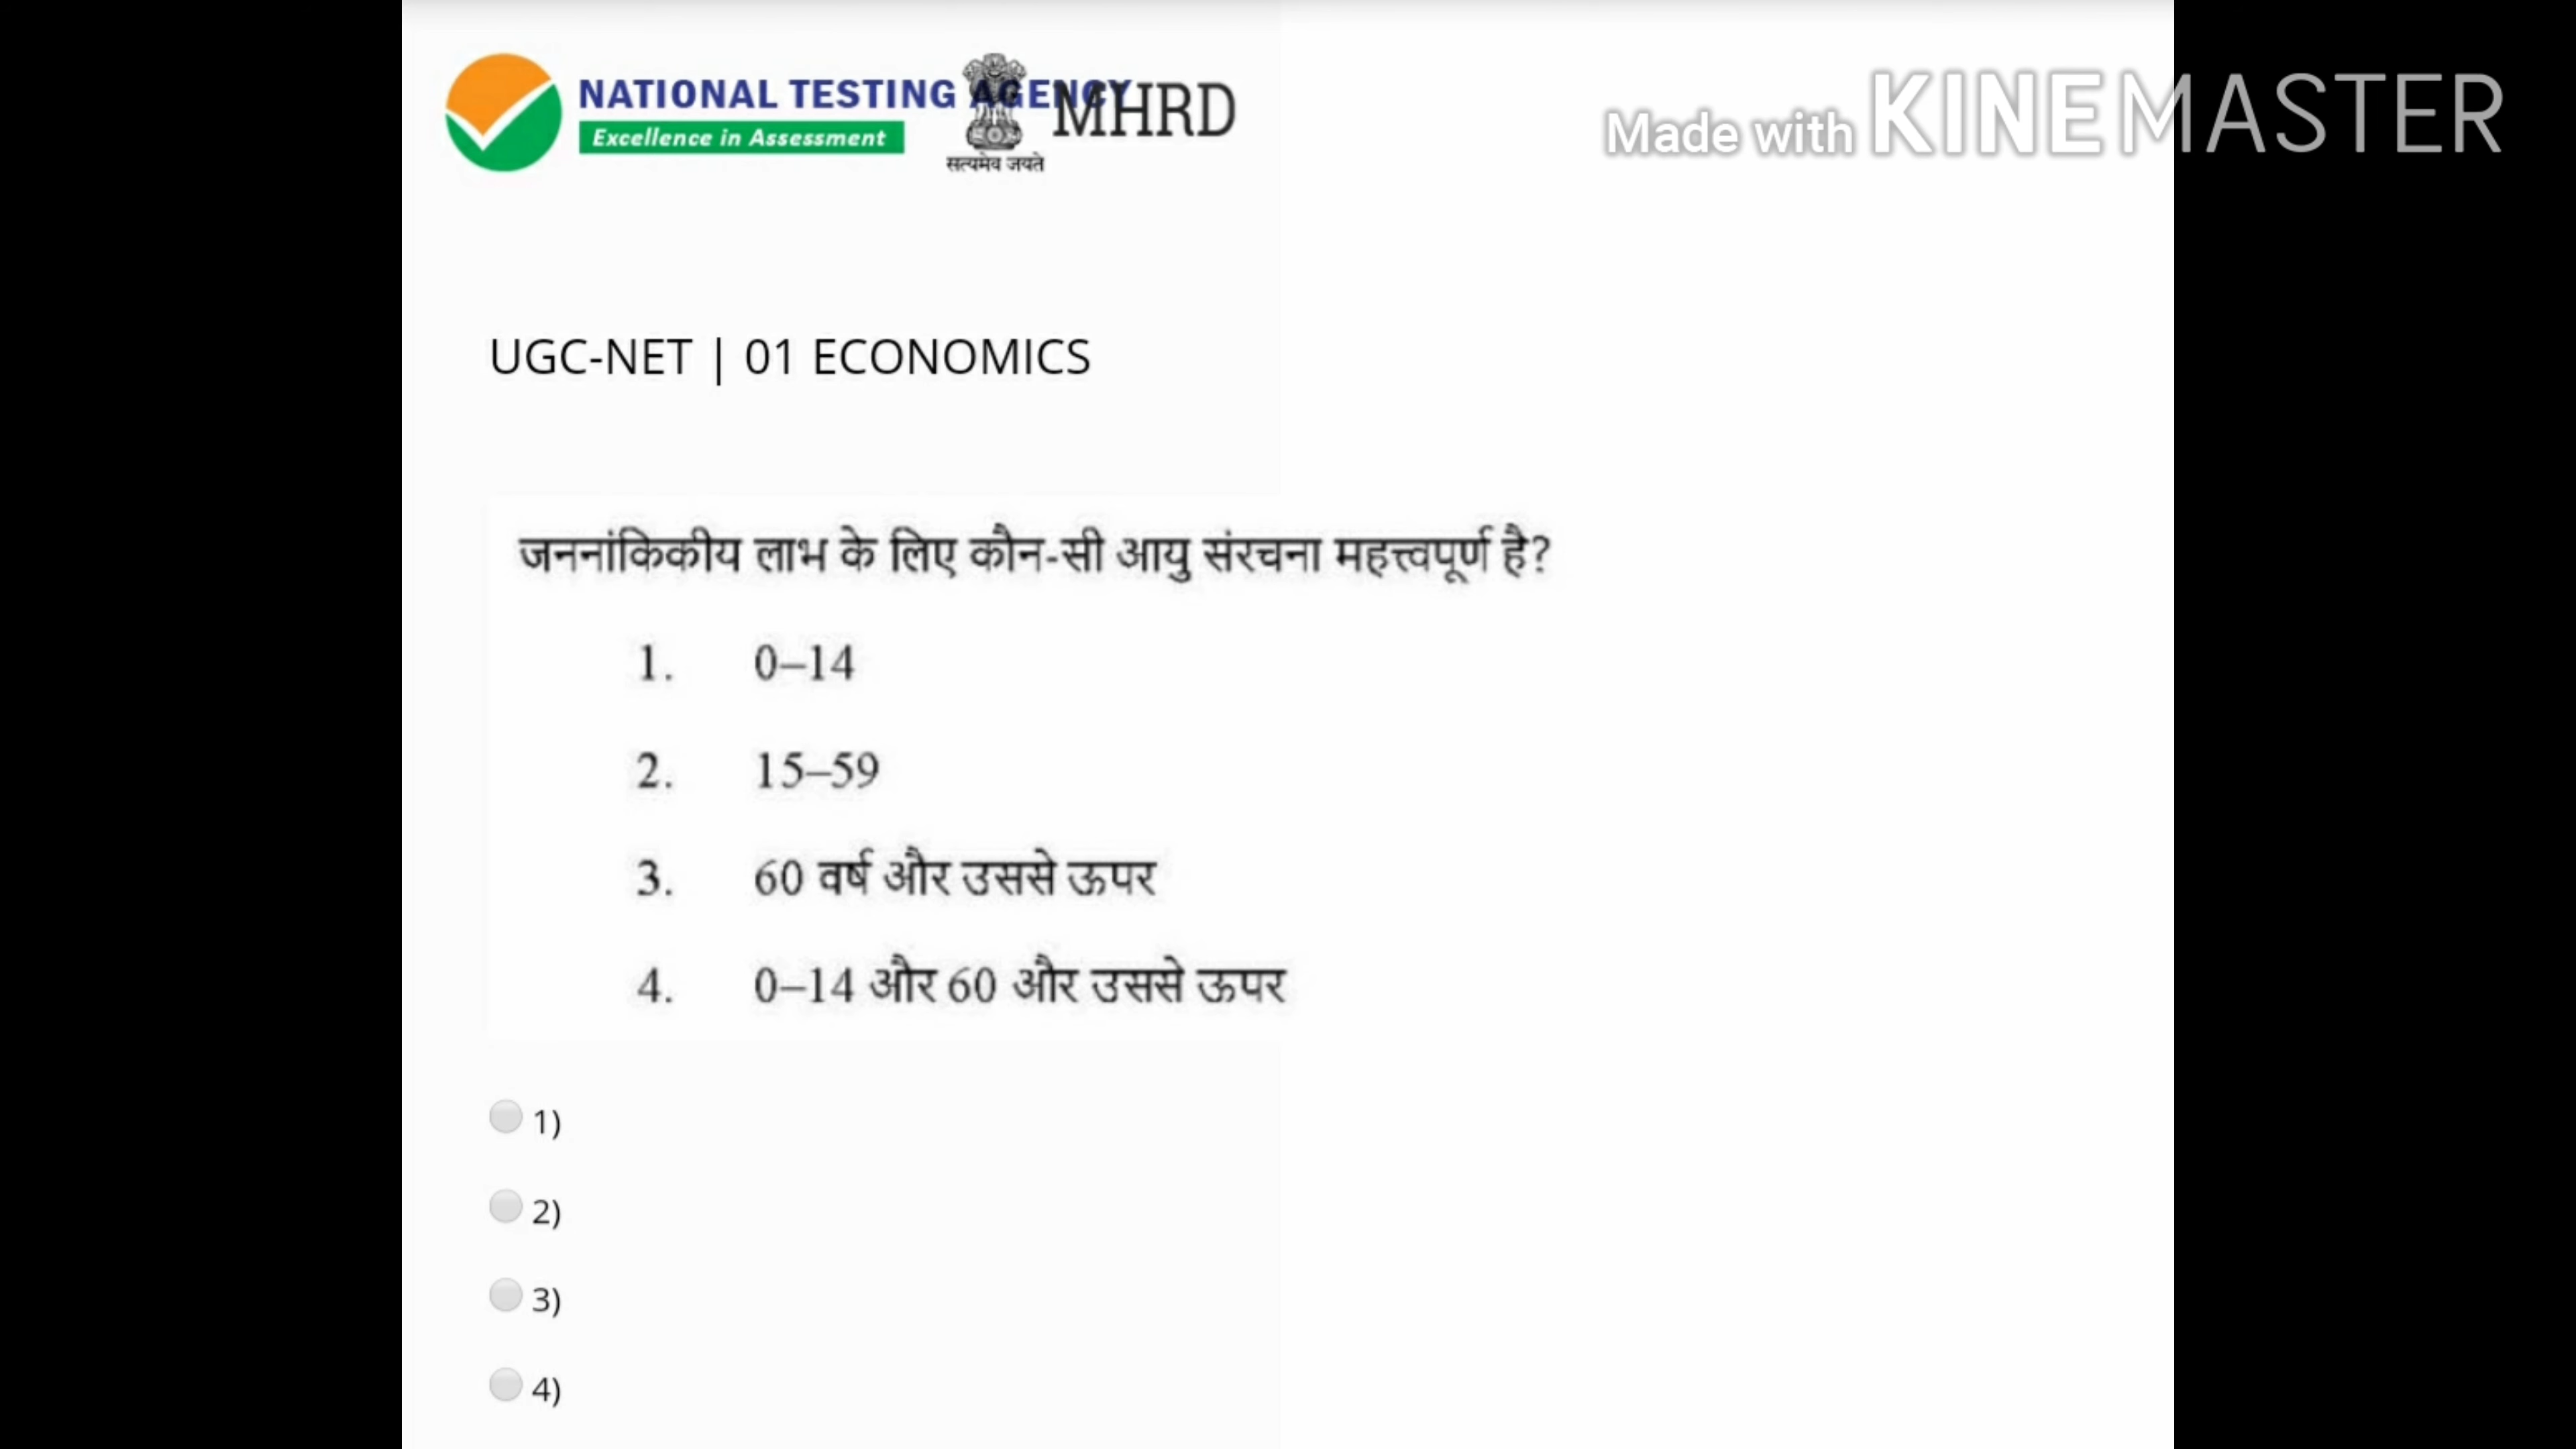 NATIONAL TESTING AGENCY
Excellence in Assessment
सत्यमेव जयते
MHRD
Made with KINEMASTER
UGC-NET | 01 ECONOMICS
जननांकिकीय लाभ के लिए कौन-सी आयु संरचना महत्त्वपूर्ण है?
1. 0–14
2. 15–59
3. 60 वर्ष और उससे ऊपर
4. 0–14 और 60 और उससे ऊपर
1)
2)
3)
4)